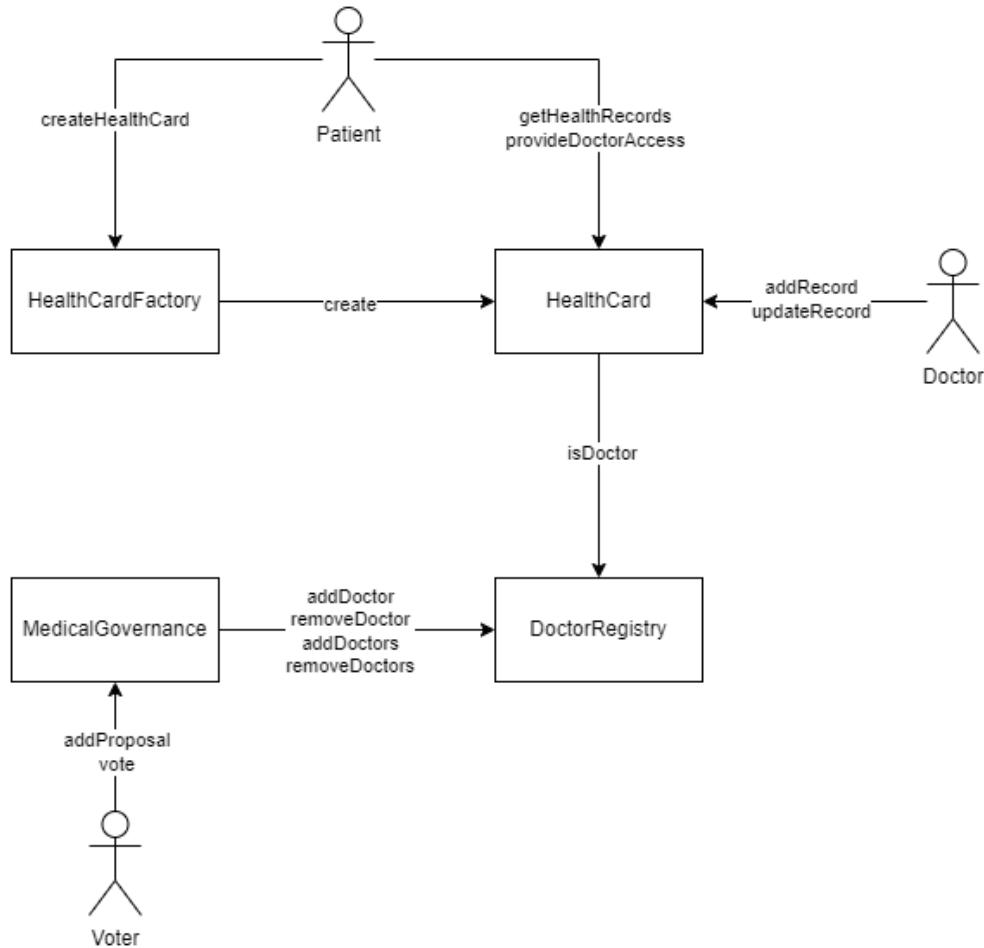 Patient
createHealthCard
getHealthRecords
provideDoctorAccess
HealthCardFactory
create
HealthCard
addRecord
updateRecord
Doctor
isDoctor
MedicalGovernance
addDoctor
removeDoctor
addDoctors
removeDoctors
DoctorRegistry
addProposal
vote
Voter